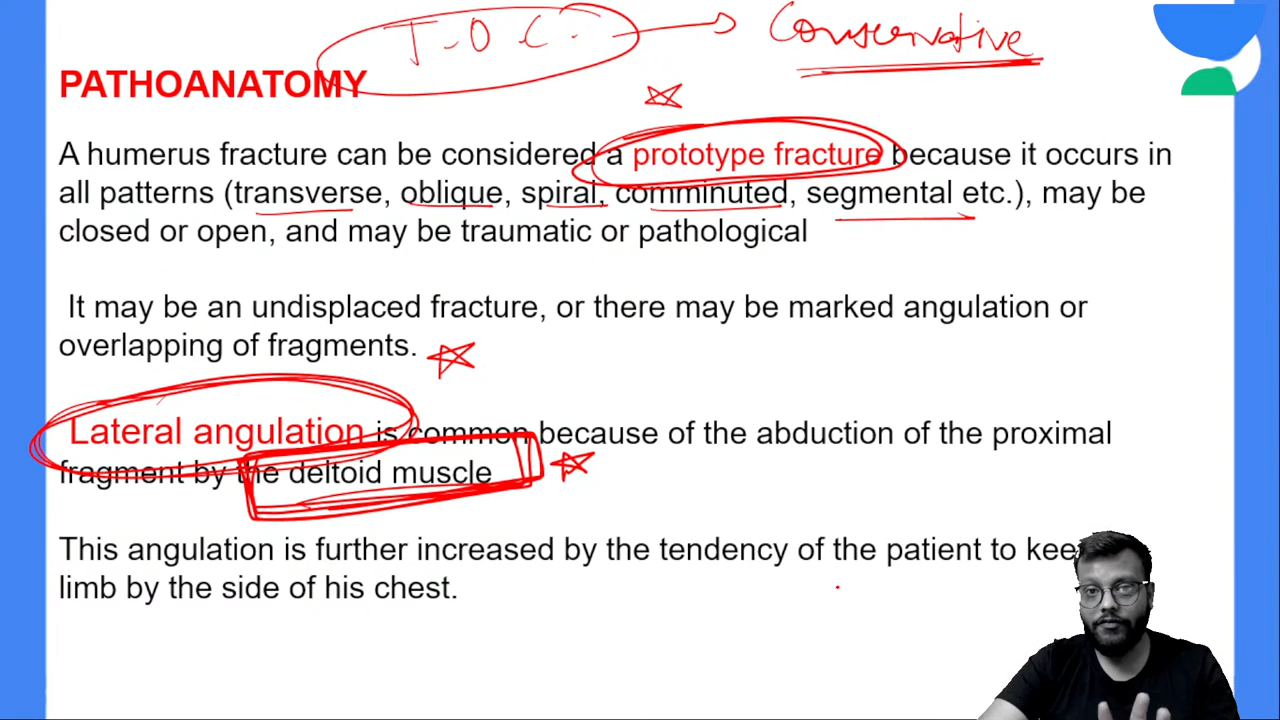 T.O.C. → Conservative
PATHOANATOMY
A humerus fracture can be considered a prototype fracture because it occurs in
all patterns (transverse, oblique, spiral, comminuted, segmental etc.), may be
closed or open, and may be traumatic or pathological
It may be an undisplaced fracture, or there may be marked angulation or
overlapping of fragments.
Lateral angulation is common because of the abduction of the proximal
fragment by the deltoid muscle
This angulation is further increased by the tendency of the patient to
limb by the side of his chest.